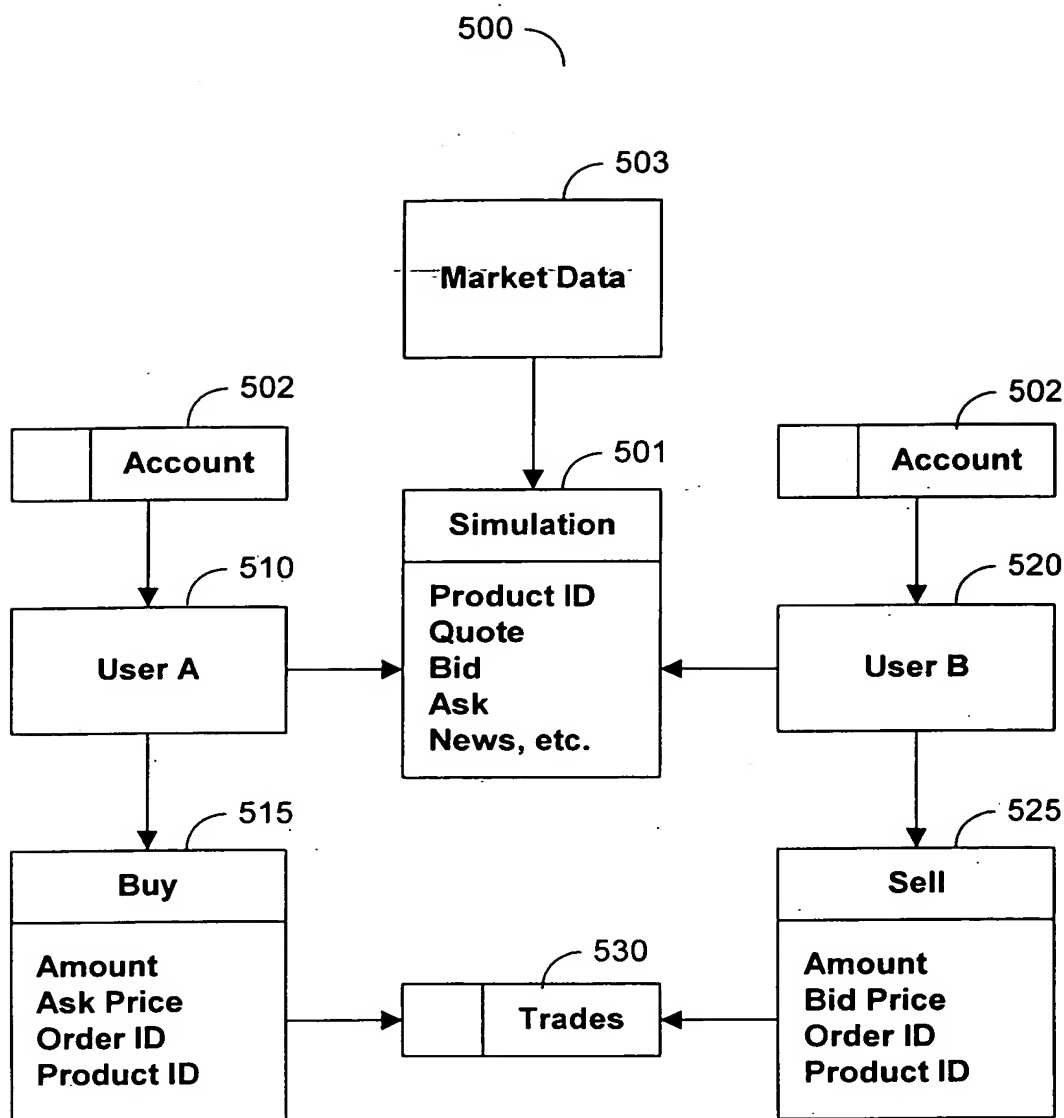 500
503
Market Data
502
Account
501
502
Account
Simulation
Product ID
Quote
Bid
Ask
News, etc.
510
User A
520
User B
515
Buy
Amount
Ask Price
Order ID
Product ID
530
Trades
525
Sell
Amount
Bid Price
Order ID
Product ID